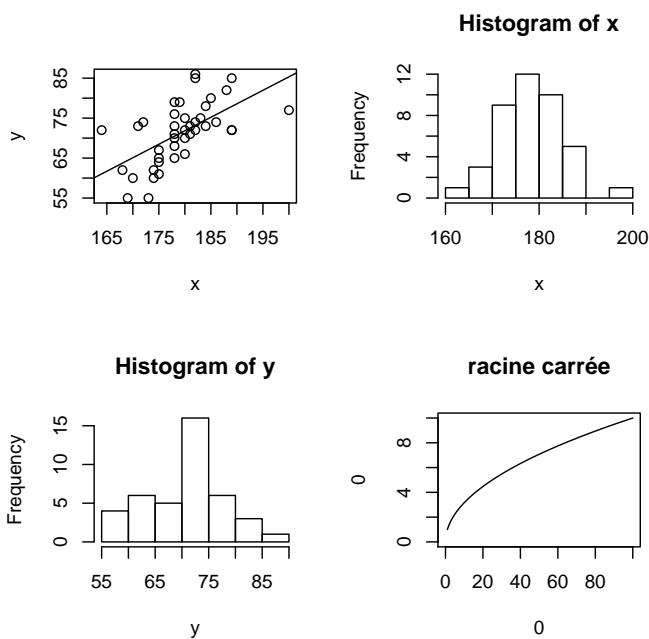 y
55 65 75 85
165 175 185 195
x
Histogram of x
Frequency
0 4 8 12
160 180 200
x
Histogram of y
Frequency
0 5 10 15
55 65 75 85
y
racine carrée
0
0 4 8
0 20 40 60 80
0